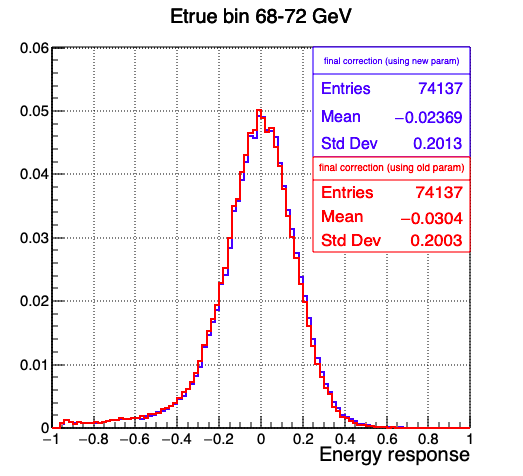 Etrue bin 68-72 GeV
final correction (using new param)
Entries 74137
Mean −0.02369
Std Dev 0.2013
final correction (using old param)
Entries 74137
Mean −0.0304
Std Dev 0.2003
0.06
0.05
0.04
0.03
0.02
0.01
0
−1 −0.8 −0.6 −0.4 −0.2 0 0.2 0.4 0.6 0.8 1
Energy response